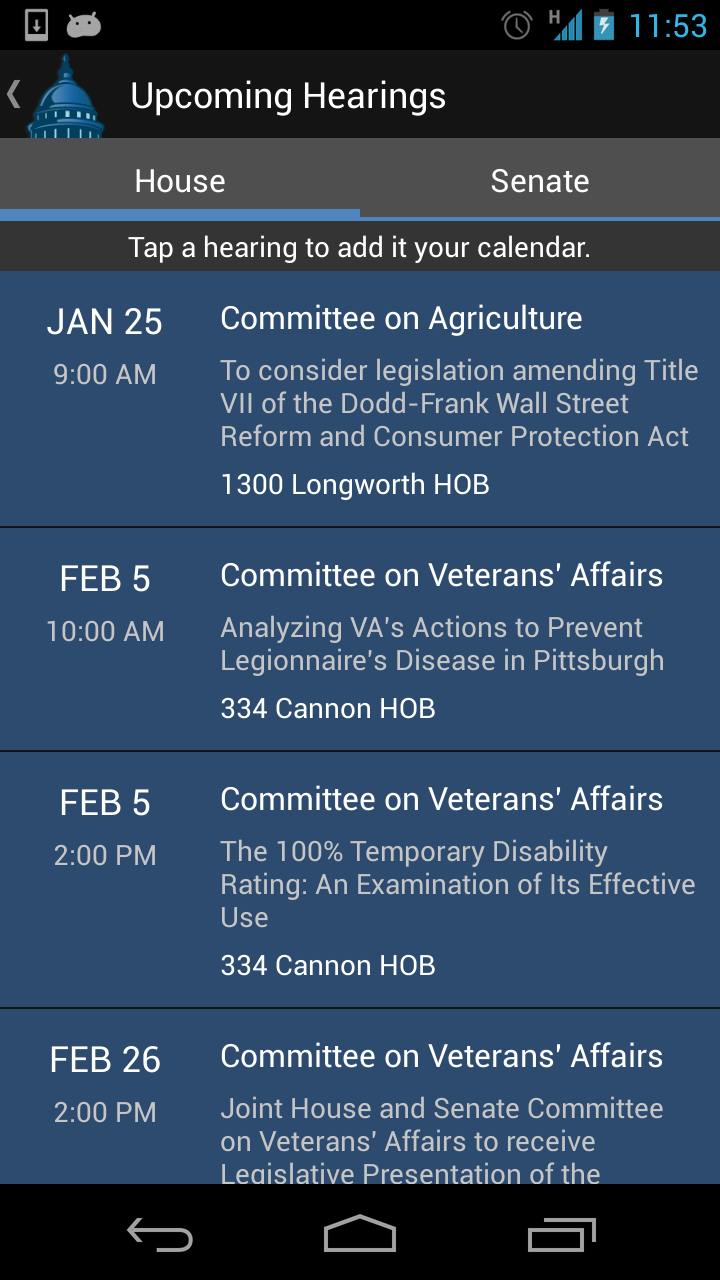 H 11:53
Upcoming Hearings
House Senate
Tap a hearing to add it your calendar.
JAN 25
9:00 AM
Committee on Agriculture
To consider legislation amending Title
VII of the Dodd-Frank Wall Street
Reform and Consumer Protection Act
1300 Longworth HOB
FEB 5
10:00 AM
Committee on Veterans' Affairs
Analyzing VA's Actions to Prevent
Legionnaire's Disease in Pittsburgh
334 Cannon HOB
FEB 5
2:00 PM
Committee on Veterans' Affairs
The 100% Temporary Disability
Rating: An Examination of Its Effective
Use
334 Cannon HOB
FEB 26
2:00 PM
Committee on Veterans' Affairs
Joint House and Senate Committee
on Veterans' Affairs to receive
Legislative Presentation of the